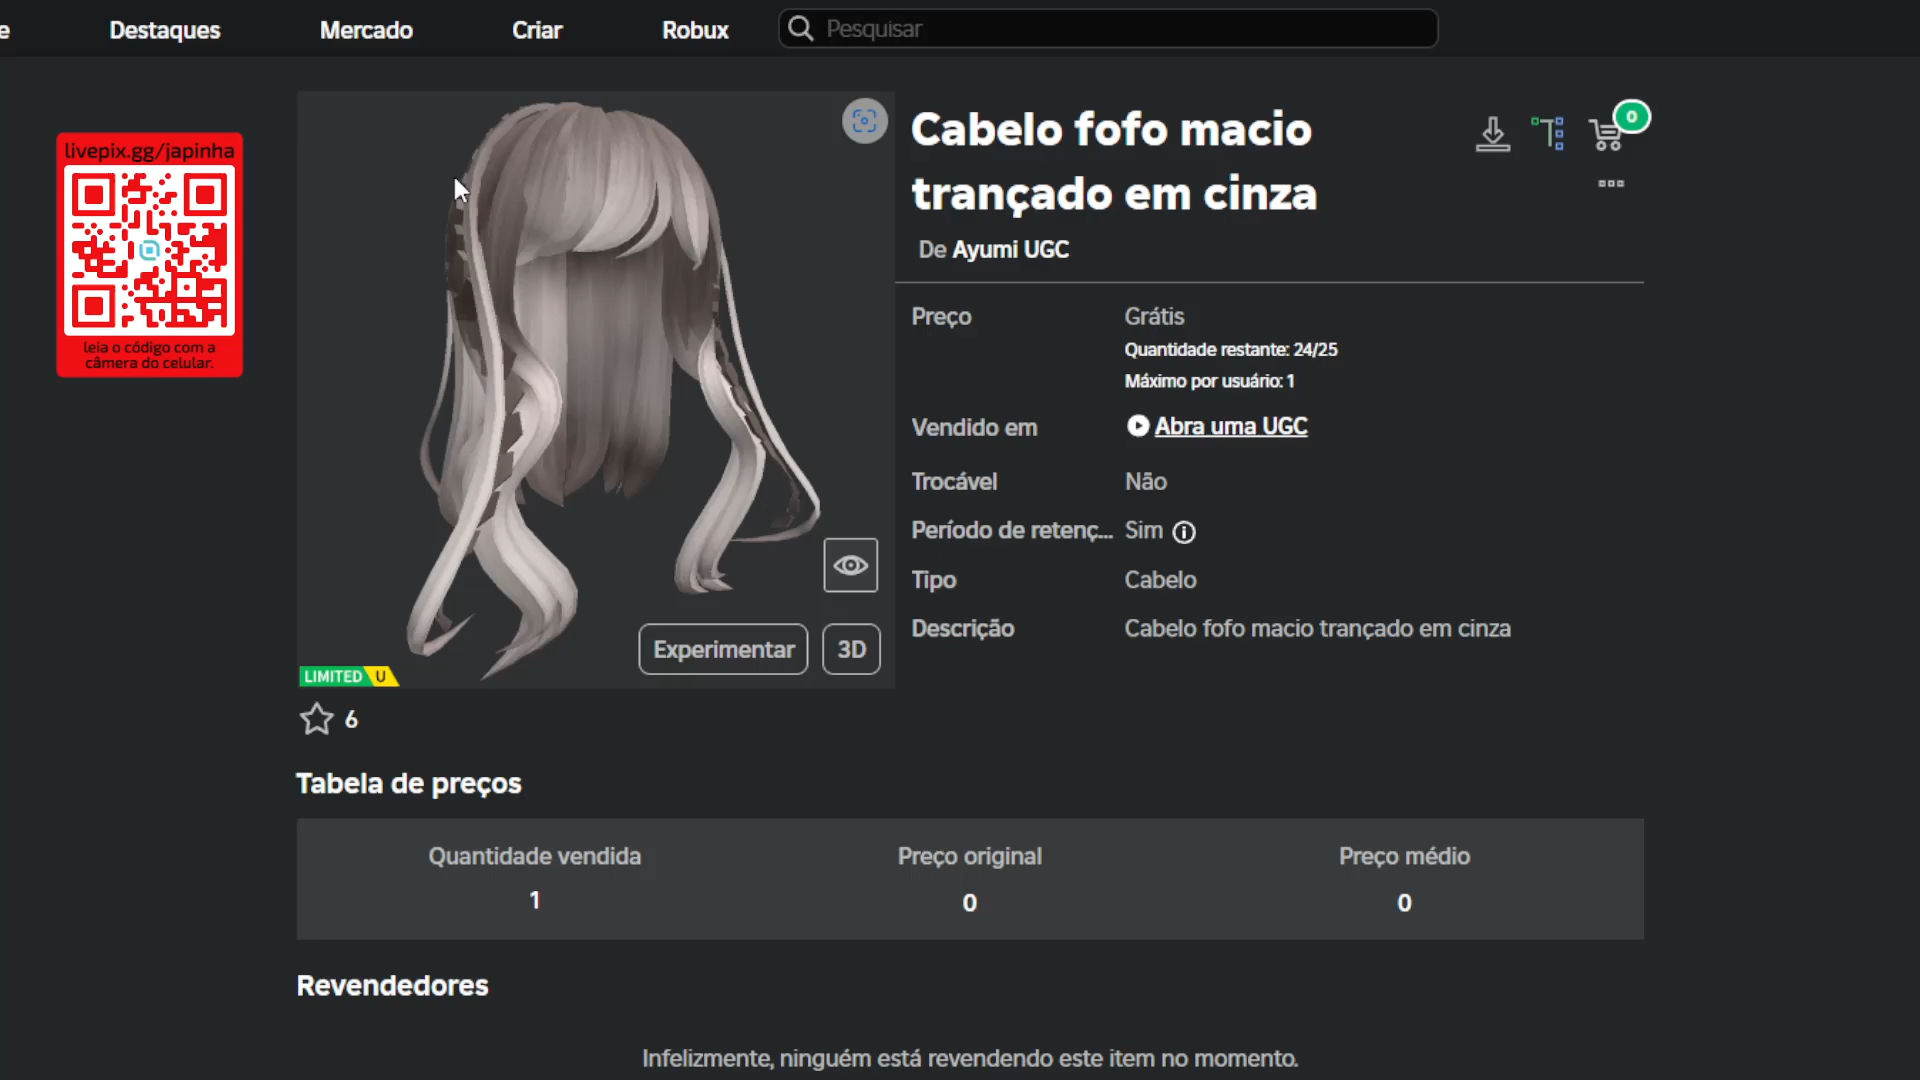 e
Destaques
Mercado
Criar
Robux
Pesquisar
livepix.gg/japinha
leia o código com a
câmera do celular.
Cabelo fofo macio
trançado em cinza
0
De Ayumi UGC
Preço
Grátis
Quantidade restante: 24/25
Máximo por usuário: 1
Vendido em
Abra uma UGC
Trocável
Não
Período de retenç...
Sim
Tipo
Cabelo
Descrição
Cabelo fofo macio trançado em cinza
Experimentar
3D
LIMITED U
6
Tabela de preços
Quantidade vendida
1
Preço original
0
Preço médio
0
Revendedores
Infelizmente, ninguém está revendendo este item no momento.